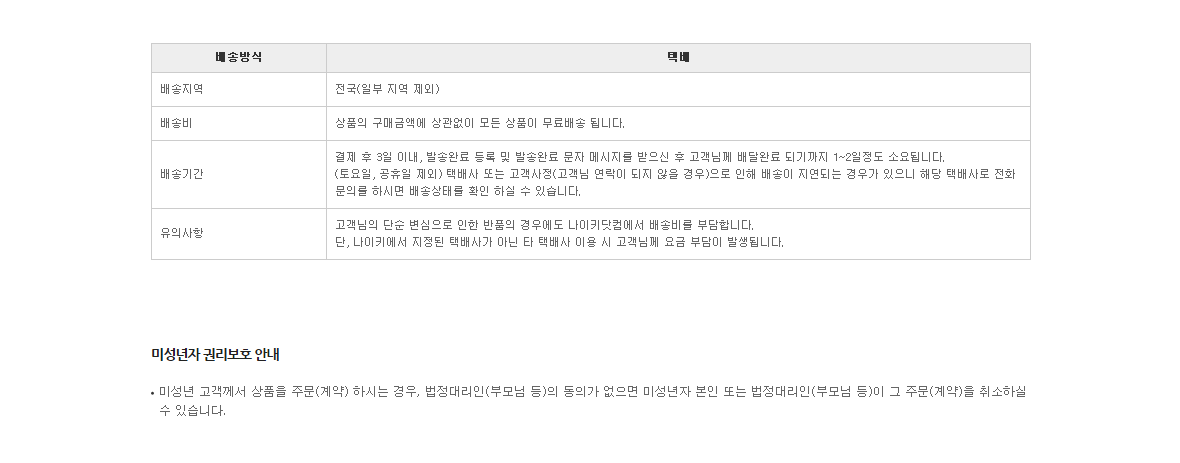 배송방식 택배
배송지역 전국(일부 지역 제외)
배송비 상품의 구매금액에 상관없이 모든 상품이 무료배송 됩니다.
배송기간 결제 후 3일 이내, 발송완료 등록 및 발송완료 문자 메시지를 받으신 후 고객님께 배달완료 되기까지 1~2일정도 소요됩니다.
(토요일, 공휴일 제외) 택배사 또는 고객사정(고객님 연락이 되지 않을 경우)으로 인해 배송이 지연되는 경우가 있으니 해당 택배사로 전화
문의를 하시면 배송상태를 확인 하실 수 있습니다.
유의사항 고객님의 단순 변심으로 인한 반품의 경우에도 나이키닷컴에서 배송비를 부담합니다.
단, 나이키에서 지정된 택배사가 아닌 타 택배사 이용 시 고객님께 요금 부담이 발생됩니다.
미성년자 권리보호 안내
• 미성년 고객께서 상품을 주문(계약) 하시는 경우, 법정대리인(부모님 등)의 동의가 없으면 미성년자 본인 또는 법정대리인(부모님 등)이 그 주문(계약)을 취소하실
수 있습니다.